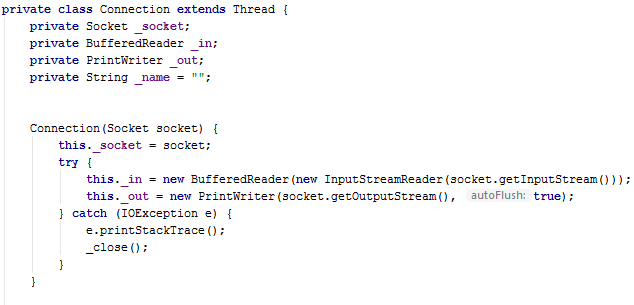 private class Connection extends Thread {
    private Socket _socket;
    private BufferedReader _in;
    private PrintWriter _out;
    private String _name = "";
    Connection(Socket socket) {
        this._socket = socket;
        try {
            this._in = new BufferedReader(new InputStreamReader(socket.getInputStream()));
            this._out = new PrintWriter(socket.getOutputStream(), autoFlush: true);
        } catch (IOException e) {
            e.printStackTrace();
            _close();
        }
    }